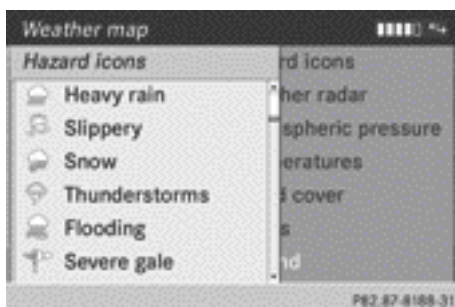 Weather map
Hazard icons
Heavy rain
Slippery
Snow
Thunderstorms
Flooding
Severe gale
rd icons
her radar
spheric pressure
eratures
cover
s
nd
P82.87-8188-31